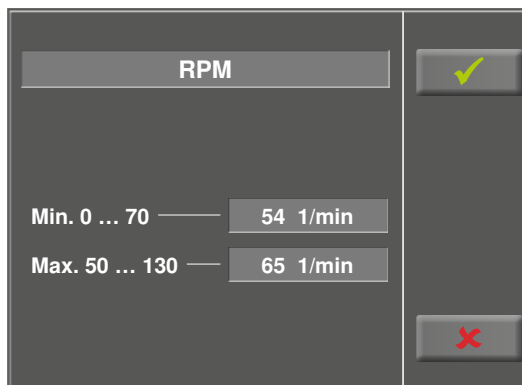 RPM
Min. 0 … 70 54 1/min
Max. 50 … 130 65 1/min